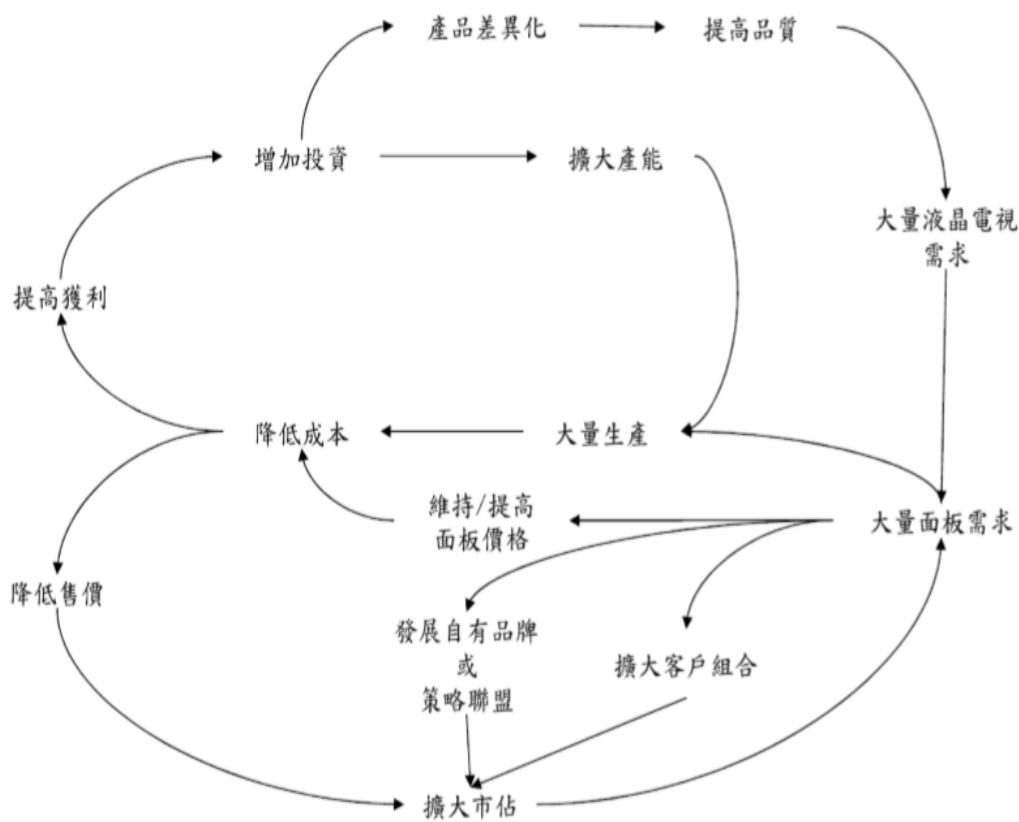 產品差異化
提高品質
增加投資
擴大產能
大量液晶電視
需求
提高獲利
降低成本
大量生產
維持/提高
面板價格
大量面板需求
降低售價
發展自有品牌
或
策略聯盟
擴大客戶組合
擴大市佔